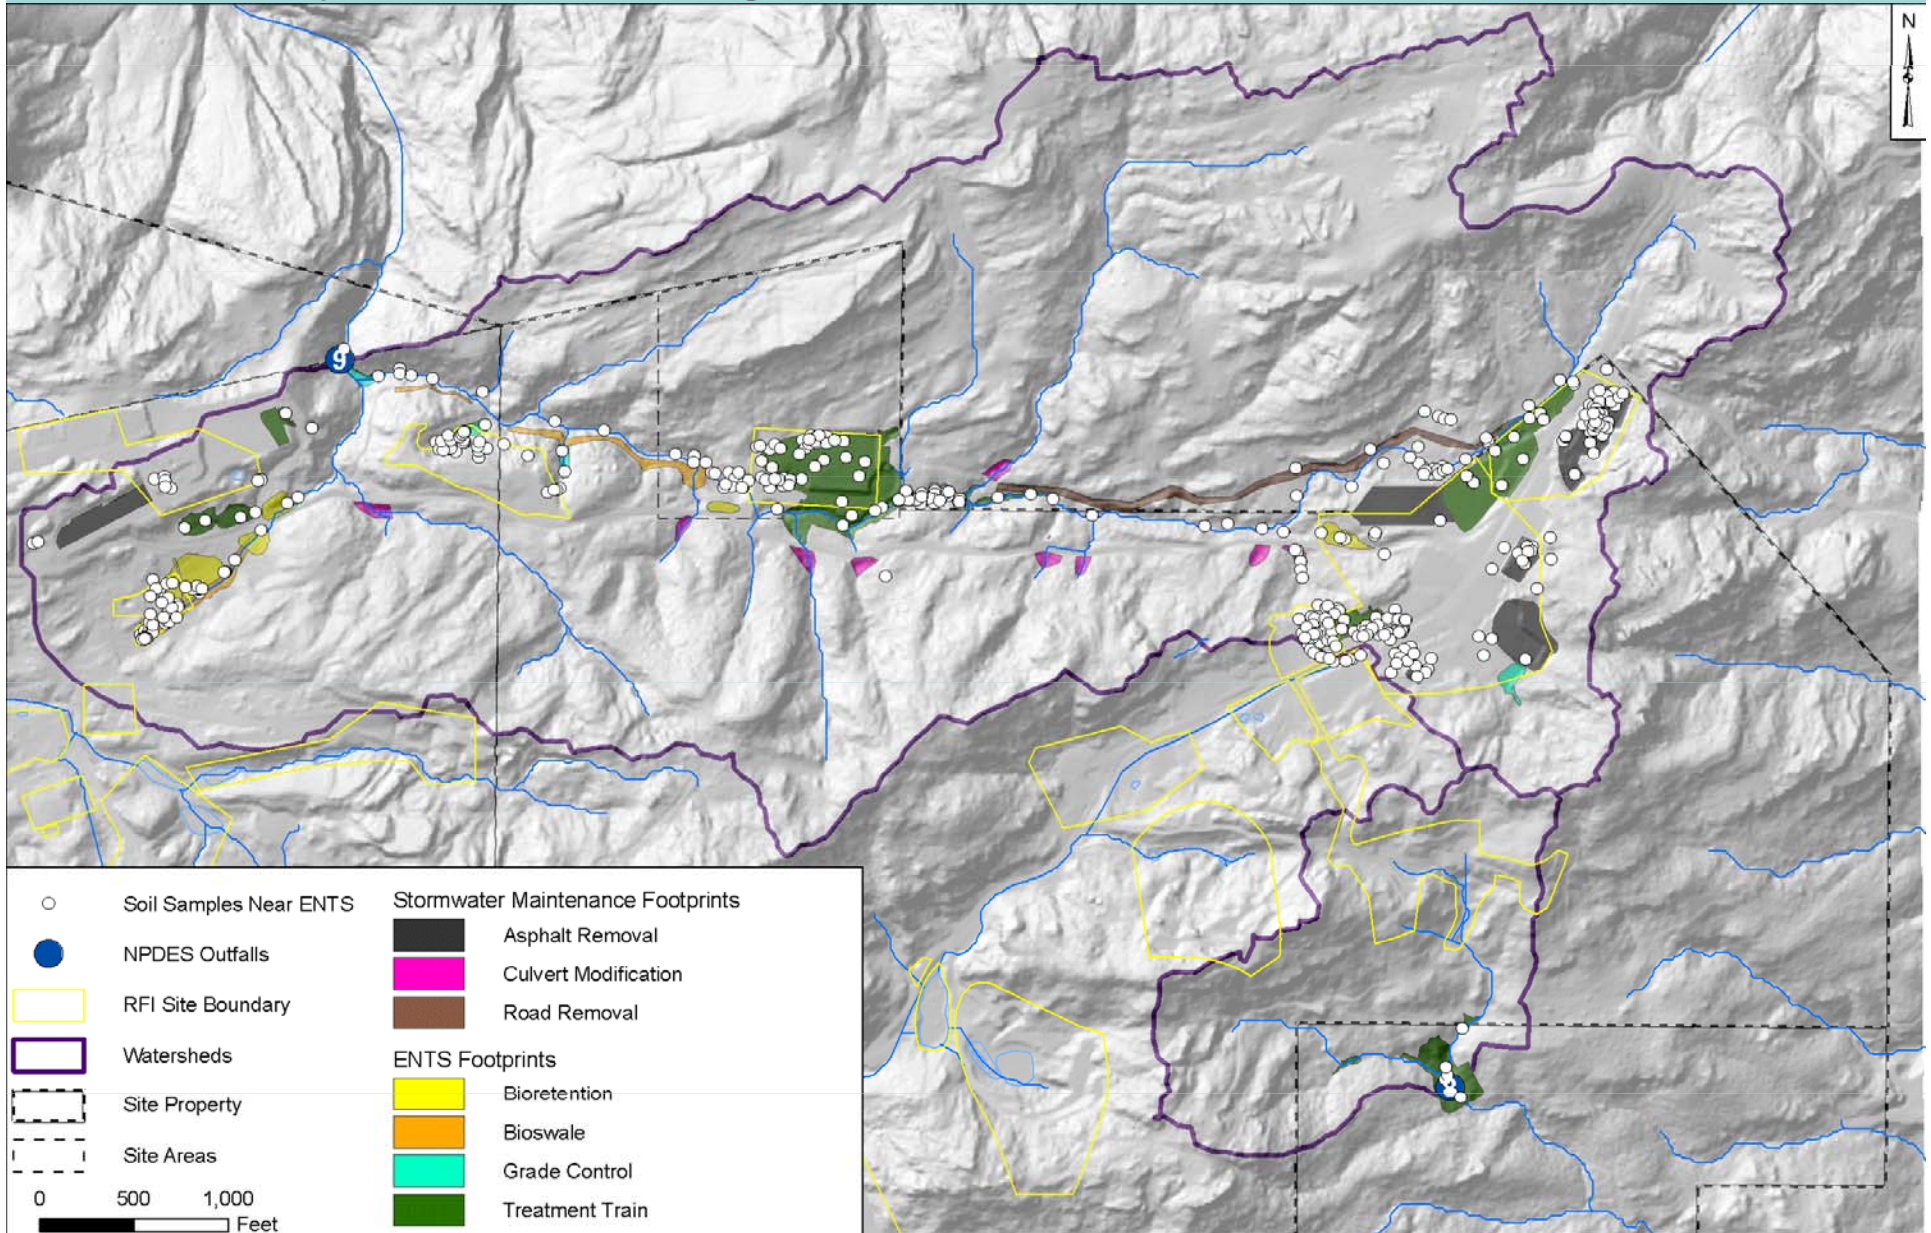 N
9
Soil Samples Near ENTS
NPDES Outfalls
RFI Site Boundary
Watersheds
Site Property
Site Areas
0 500 1,000
Feet
Stormwater Maintenance Footprints
Asphalt Removal
Culvert Modification
Road Removal
ENTS Footprints
Bioretention
Bioswale
Grade Control
Treatment Train